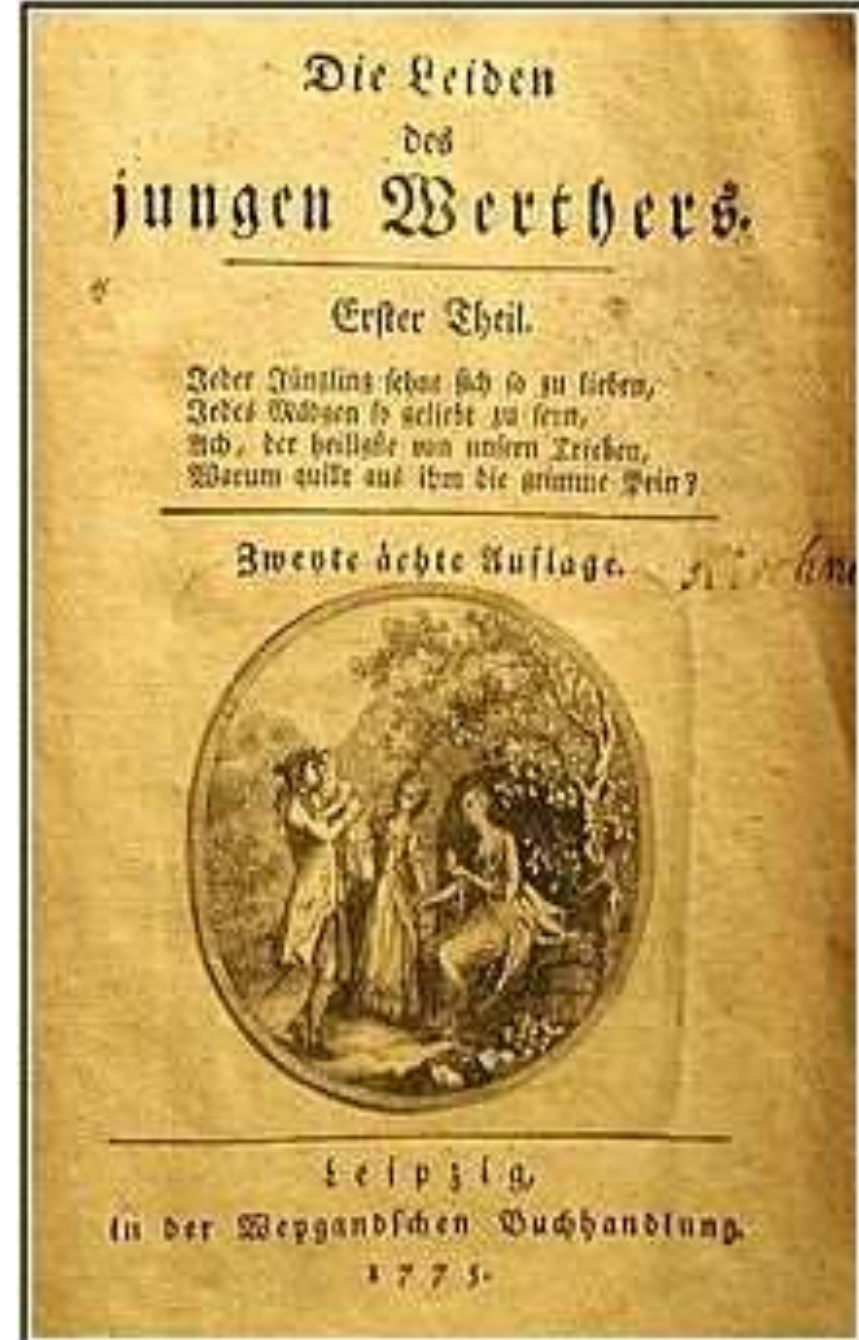 Die Leiden
des
jungen Werthers.
Erster Theil.
Jeder Jüngling sehnt sich so zu lieben,
Jedes Mädgen so geliebt zu seyn,
Ach, der heiligste von unsern Trieben,
Warum quillt aus ihm die grimme Pein?
Zweyte ächte Auflage.
Leipzig,
in der Weygandschen Buchhandlung.
1775.